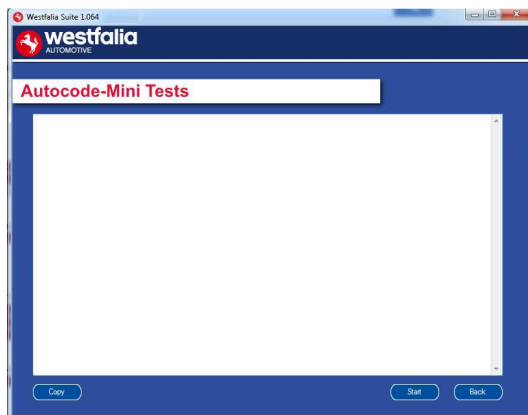 Westfalia Suite 1.064
westfalia
AUTOMOTIVE
Autocode-Mini Tests
Copy
Start
Back